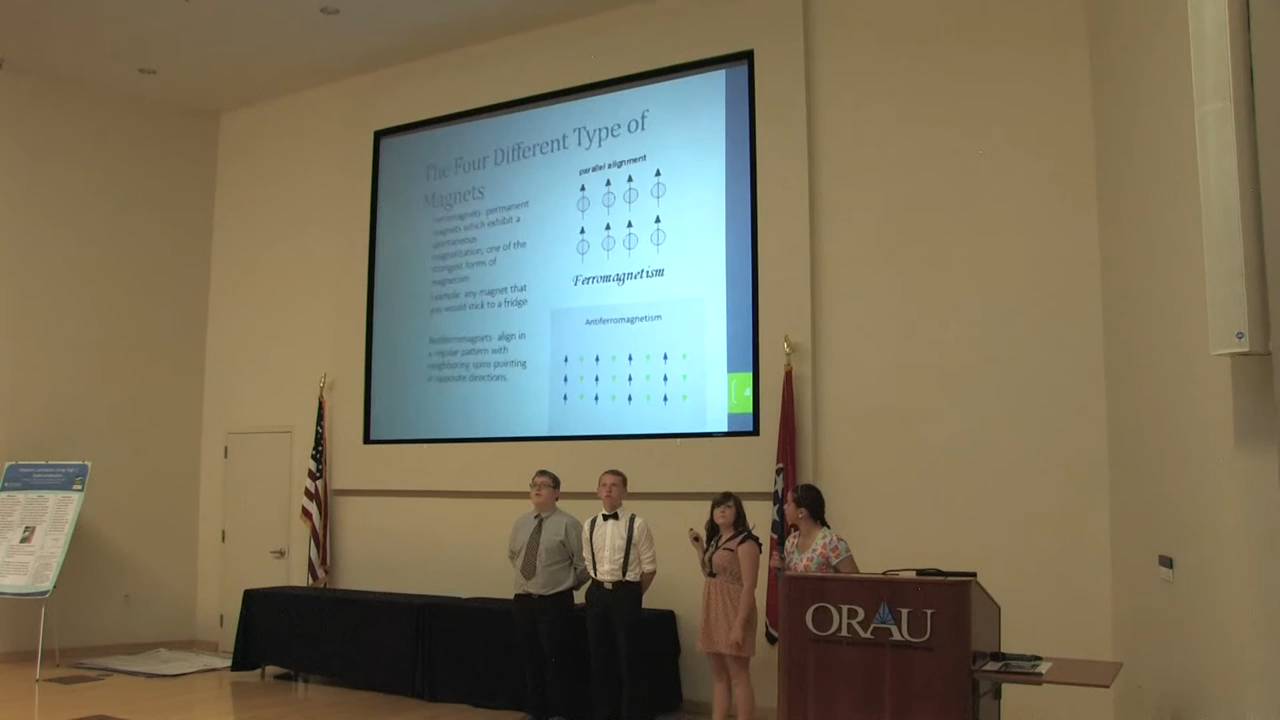 The Four Different Type of
Magnets
permanent
magnets which exhibit a
spontaneous
magnetization; one of the
strongest forms of
magnetism
Example: any magnet that
you would stick to a fridge
Antiferromagnets- align in
a regular pattern with
neighboring spins pointing
in opposite directions.
parallel alignment
Ferromagnetism
Antiferromagnetism
ORAU